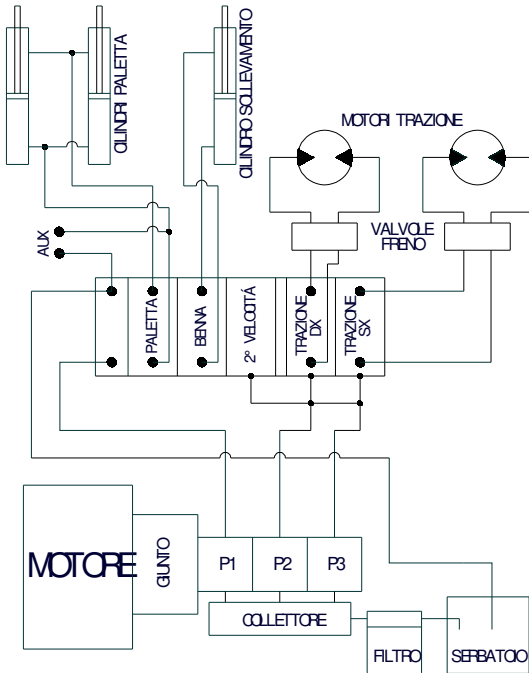 CILINDRI PALETTA
CILINDRO SOLLEVAMENTO
MOTORI TRAZIONE
VALVOLE
FRENO
AUX
PALETTA
BENNA
2° VELOCITÁ
TRAZIONE
DX
TRAZIONE
SX
MOTORE
GIUNTO
P1
P2
P3
COLLETTORE
FILTRO
SERBATOIO